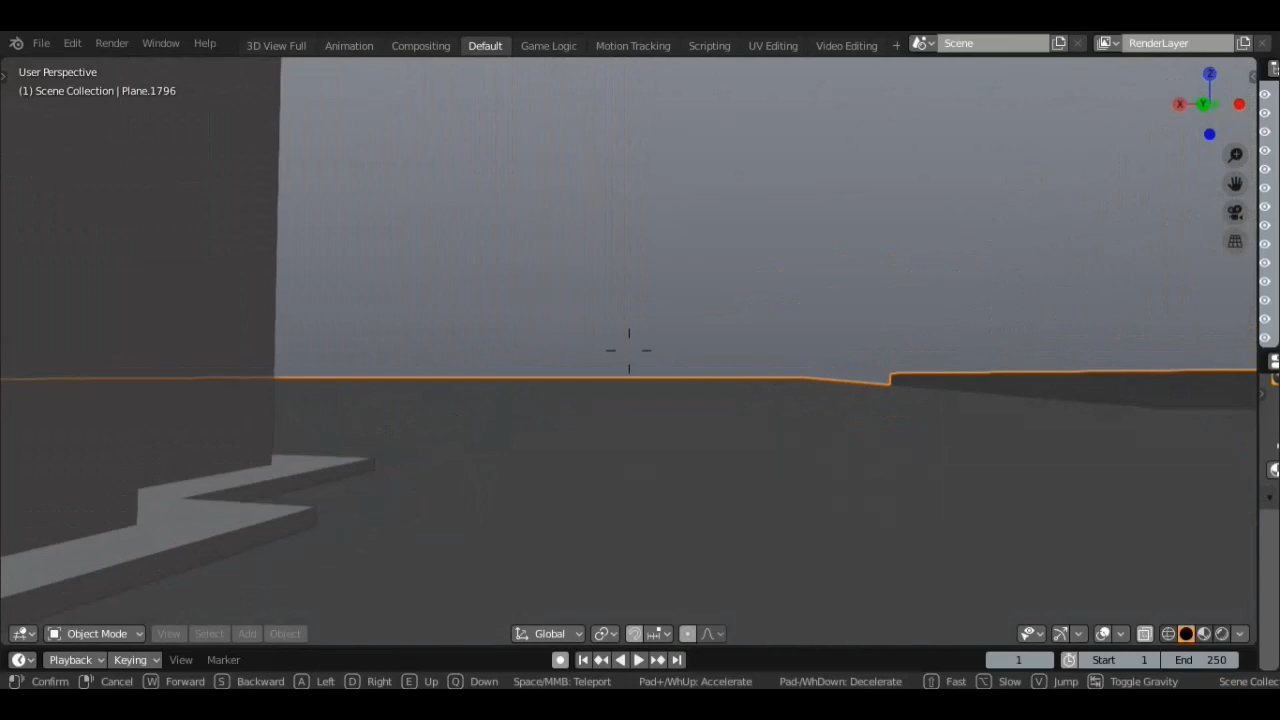 File Edit Render Window Help 3D View Full Animation Compositing Default Game Logic Motion Tracking Scripting UV Editing Video Editing + Scene RenderLayer
User Perspective
(1) Scene Collection | Plane.1796
Z
X Y
Object Mode View Select Add Object Global
Playback Keying View Marker 1 Start 1 End 250
Confirm Cancel W Forward S Backward A Left D Right E Up Q Down Space/MMB: Teleport Pad+/WhUp: Accelerate Pad-/WhDown: Decelerate Fast Slow V Jump Toggle Gravity Scene Collec